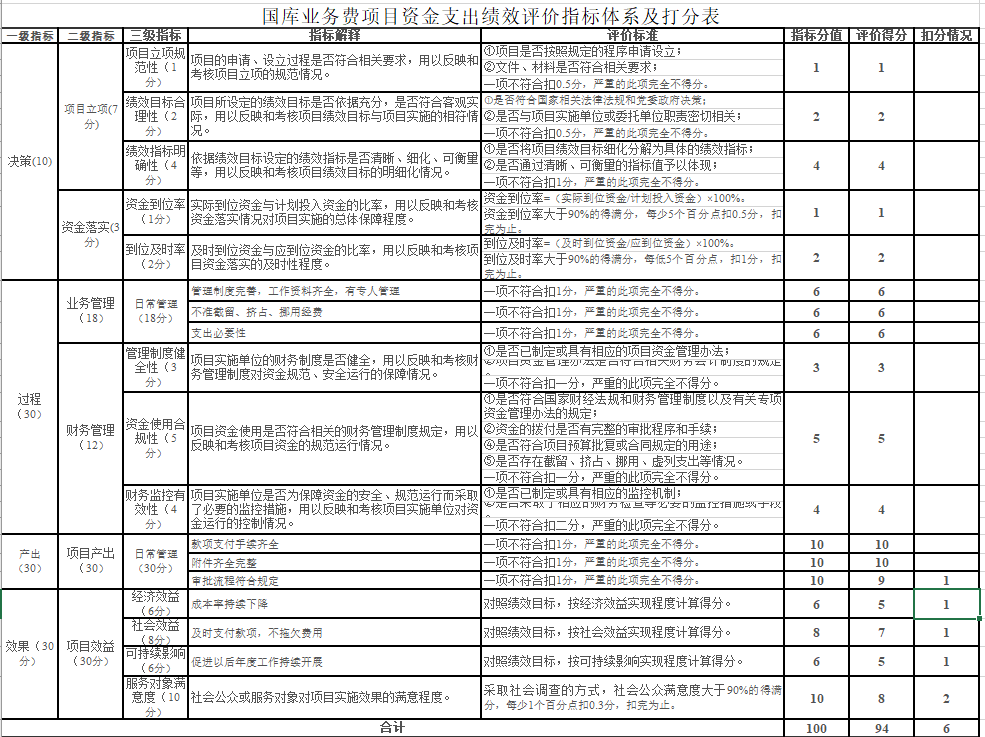 国库业务费项目资金支出绩效评价指标体系及打分表
一级指标 二级指标 三级指标 指标解释 评价标准 指标分值 评价得分 扣分情况
决策(10)
项目立项(7
分)
项目立项规
范性（1
分）
项目的申请、设立过程是否符合相关要求，用以反映和
考核项目立项的规范情况。
①项目是否按照规定的程序申请设立；
②文件、材料是否符合相关要求；
一项不符合扣0.5分，严重的此项完全不得分。
1 1
绩效目标合
理性（2
分）
项目所设定的绩效目标是否依据充分，是否符合客观实
际，用以反映和考核项目绩效目标与项目实施的相符情
况。
①是否符合国家相关法律法规和党委政府决策；
②是否与项目实施单位或委托单位职责密切相关；
一项不符合扣0.5分，严重的此项完全不得分。
2 2
绩效指标明
确性（4
分）
依据绩效目标设定的绩效指标是否清晰、细化、可衡量
等，用以反映和考核项目绩效目标的明细化情况。
①是否将项目绩效目标细化分解为具体的绩效指标；
②是否通过清晰、可衡量的指标值予以体现；
一项不符合扣1分，严重的此项完全不得分。
4 4
资金落实(3
分)
资金到位率
（1分）
实际到位资金与计划投入资金的比率，用以反映和考核
资金落实情况对项目实施的总体保障程度。
资金到位率=（实际到位资金/计划投入资金）×100%。
资金到位率大于90%的得满分，每少5个百分点扣0.5分，扣
完为止。
1 1
到位及时率
（2分）
及时到位资金与应到位资金的比率，用以反映和考核项
目资金落实的及时性程度。
到位及时率=（及时到位资金/应到位资金）×100%。
到位及时率大于90%的得满分，每低5个百分点，扣1分，扣
完为止。
2 2
过程
（30）
业务管理
（18）
日常管理
（18分）
管理制度完善，工作资料齐全，有专人管理
一项不符合扣1分，严重的此项完全不得分。
6 6
不准截留、挤占、挪用经费
一项不符合扣1分，严重的此项完全不得分。
6 6
支出必要性
一项不符合扣1分，严重的此项完全不得分。
6 6
财务管理
（12）
管理制度健
全性（3
分）
项目实施单位的财务制度是否健全，用以反映和考核财
务管理制度对资金规范、安全运行的保障情况。
①是否已制定或具有相应的项目资金管理办法；
②项目资金管理办法是否符合相关财务会计制度的规定
。
一项不符合扣一分，严重的此项完全不得分。
3 3
资金使用合
规性（5
分）
项目资金使用是否符合相关的财务管理制度规定，用以
反映和考核项目资金的规范运行情况。
①是否符合国家财经法规和财务管理制度以及有关专项
资金管理办法的规定；
②资金的拨付是否有完整的审批程序和手续；
④是否符合项目预算批复或合同规定的用途；
⑤是否存在截留、挤占、挪用、虚列支出等情况。
一项不符合扣一分，严重的此项完全不得分。
5 5
财务监控有
效性（4
分）
项目实施单位是否为保障资金的安全、规范运行而采取
了必要的监控措施，用以反映和考核项目实施单位对资
金运行的控制情况。
①是否已制定或具有相应的监控机制；
②是否采取了相应的财务检查等必要的监控措施或手段
。
一项不符合扣二分，严重的此项完全不得分。
4 4
产出
（30）
项目产出
（30）
日常管理
（30分）
款项支付手续齐全
一项不符合扣1分，严重的此项完全不得分。
10 10
附件齐全完整
一项不符合扣1分，严重的此项完全不得分。
10 10
审批流程符合规定
一项不符合扣1分，严重的此项完全不得分。
10 9 1
效果（30
分）
项目效益
（30分）
经济效益
（6分）
成本率持续下降
对照绩效目标，按经济效益实现程度计算得分。
6 5 1
社会效益
（8分）
及时支付款项，不拖欠费用
对照绩效目标，按社会效益实现程度计算得分。
8 7 1
可持续影响
（6分）
促进以后年度工作持续开展
对照绩效目标，按可持续影响实现程度计算得分。
6 5 1
服务对象满
意度（10
分）
社会公众或服务对象对项目实施效果的满意程度。
采取社会调查的方式，社会公众满意度大于90%的得满
分，每少1个百分点扣0.3分，扣完为止。
10 8 2
合计 100 94 6